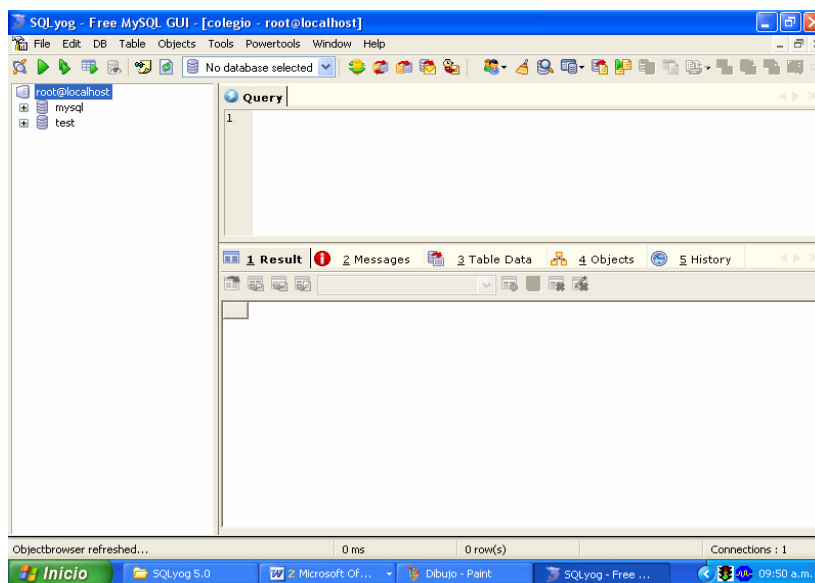 SQLyog - Free MySQL GUI - [colegio - root@localhost]
File Edit DB Table Objects Tools Powertools Window Help
No database selected
root@localhost
mysql
test
Query
1
1 Result
2 Messages
3 Table Data
4 Objects
5 History
Objectbrowser refreshed...
0 ms
0 row(s)
Connections : 1
Inicio
SQLyog 5.0
2 Microsoft Of...
Dibujo - Paint
SQLyog - Free ...
09:50 a.m.